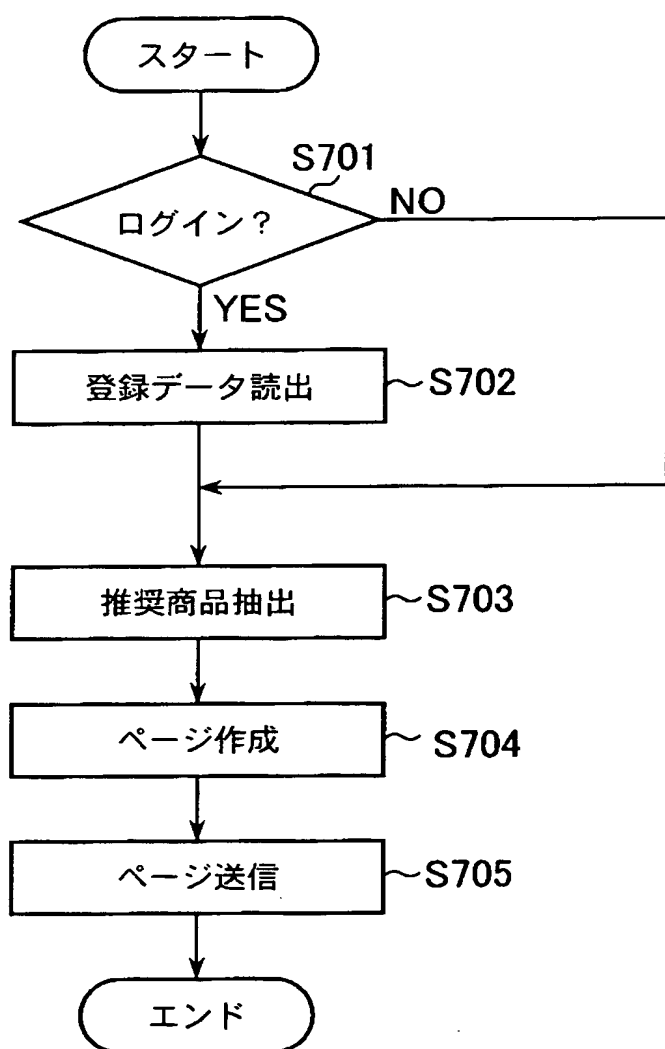 スタート
S701
ログイン？
NO
YES
登録データ読出
S702
推奨商品抽出
S703
ページ作成
S704
ページ送信
S705
エンド